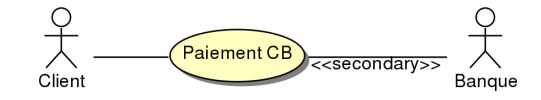 Paiement CB
<<secondary>>
Client
Banque